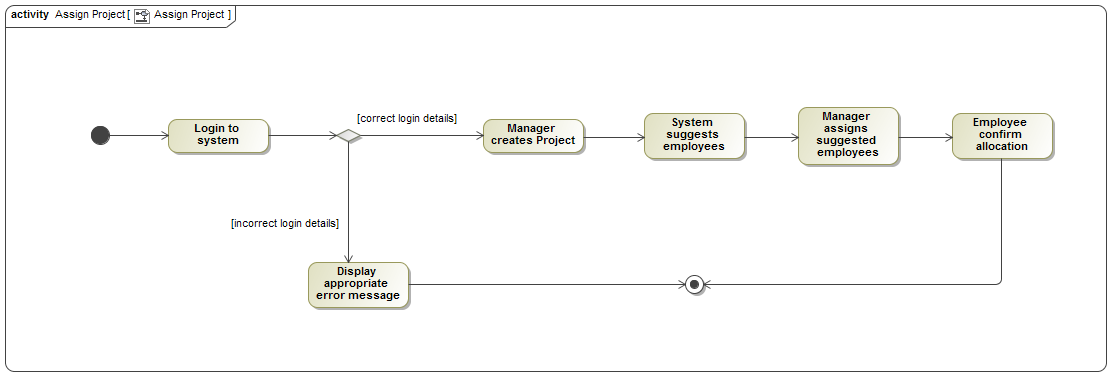 activity Assign Project [ Assign Project ]
[correct login details]
Login to
system
Manager
creates Project
System
suggests
employees
Manager
assigns
suggested
employees
Employee
confirm
allocation
[incorrect login details]
Display
appropriate
error message